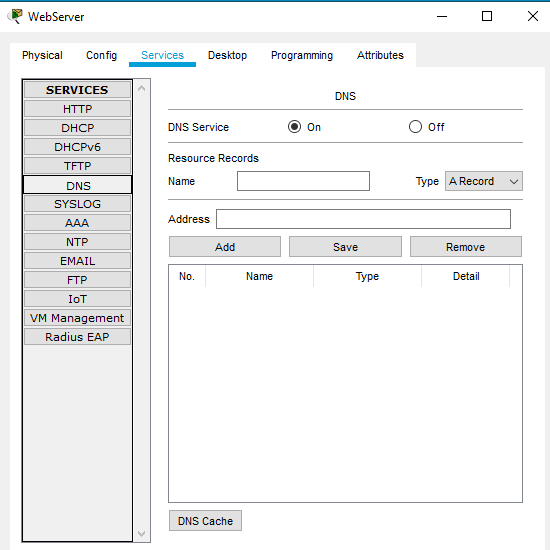 WebServer
Physical Config Services Desktop Programming Attributes
SERVICES
HTTP
DHCP
DHCPv6
TFTP
DNS
SYSLOG
AAA
NTP
EMAIL
FTP
IoT
VM Management
Radius EAP
DNS
DNS Service On Off
Resource Records
Name Type A Record
Address
Add Save Remove
No. Name Type Detail
DNS Cache